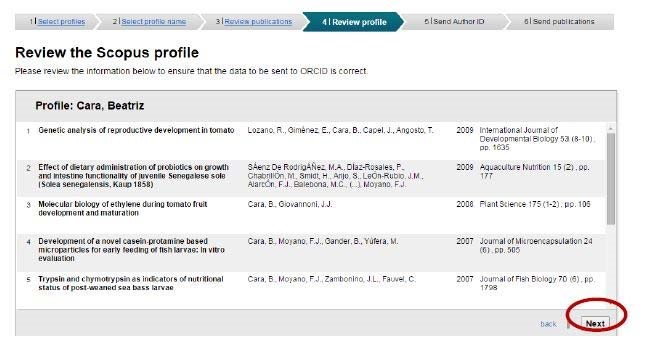 1 | Select profiles 2 | Select profile name 3 | Review publications 4 | Review profile 5 | Send Author ID 6 | Send publications
Review the Scopus profile
Please review the information below to ensure that the data to be sent to ORCID is correct.
Profile: Cara, Beatriz
1 Genetic analysis of reproductive development in tomato Lozano, R., Giménez, E., Cara, B., Capel, J., Angosto, T. 2009 International Journal of
Developmental Biology 53 (8-10) ,
pp. 1635
2 Effect of dietary administration of probiotics on growth SÁenz De RodrigÁÑez, M.A., DÍaz-Rosales, P., 2009 Aquaculture Nutrition 15 (2) , pp.
and intestine functionality of juvenile Senegalese sole ChabrillÓn, M., Smidt, H., Arijo, S., LeÓn-Rubio, J.M., 177
(Solea senegalensis, Kaup 1858) AlarcÓn, F.J., Balebona, M.C., (...), Moyano, F.J.
3 Molecular biology of ethylene during tomato fruit Cara, B., Giovannoni, J.J. 2008 Plant Science 175 (1-2) , pp. 106
development and maturation
4 Development of a novel casein-protamine based Cara, B., Moyano, F.J., Gander, B., Yúfera, M. 2007 Journal of Microencapsulation 24
microparticles for early feeding of fish larvae: In vitro (6) , pp. 505
evaluation
5 Trypsin and chymotrypsin as indicators of nutritional Cara, B., Moyano, F.J., Zambonino, J.L., Fauvel, C. 2007 Journal of Fish Biology 70 (6) , pp.
status of post-weaned sea bass larvae 1798
back Next